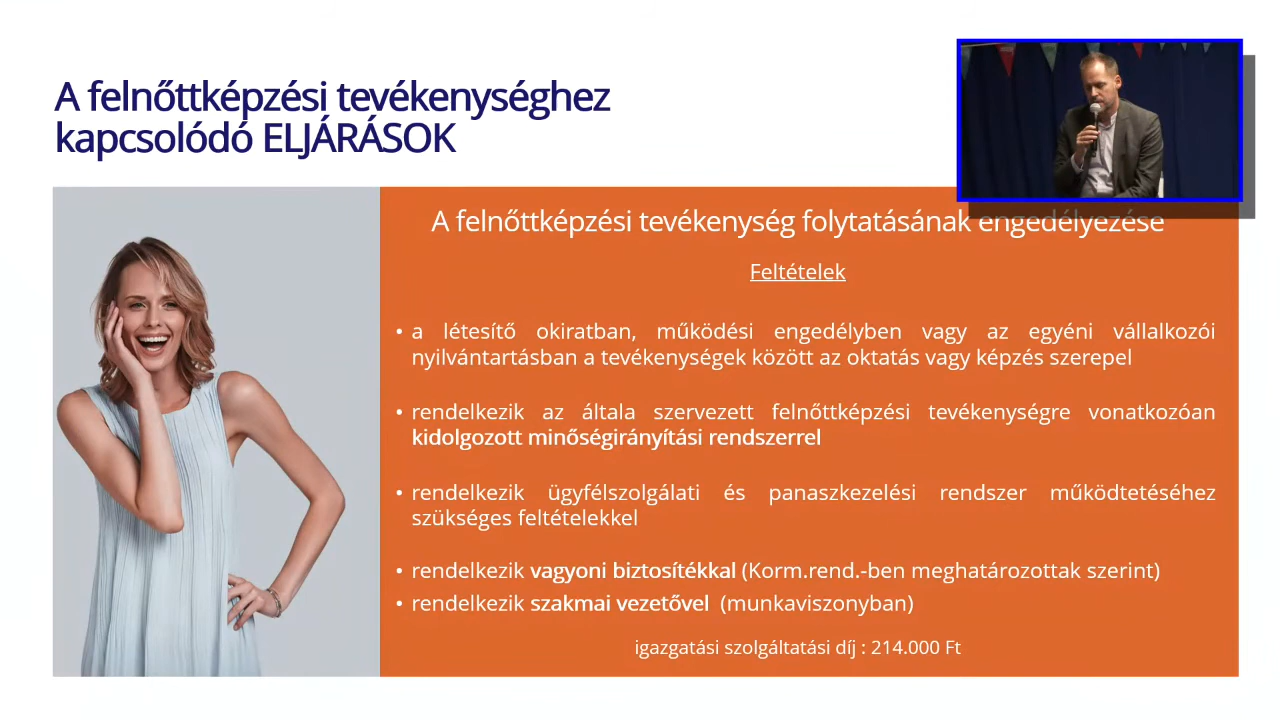 A felnőttképzési tevékenységhez
kapcsolódó ELJÁRÁSOK
A felnőttképzési tevékenység folytatásának engedélyezése
Feltételek
• a létesítő okiratban, működési engedélyben vagy az egyéni vállalkozói
nyilvántartásban a tevékenységek között az oktatás vagy képzés szerepel
• rendelkezik az általa szervezett felnőttképzési tevékenységre vonatkozóan
kidolgozott minőségirányítási rendszerrel
• rendelkezik ügyfélszolgálati és panaszkezelési rendszer működtetéséhez
szükséges feltételekkel
• rendelkezik vagyoni biztosítékkal (Korm.rend.-ben meghatározottak szerint)
• rendelkezik szakmai vezetővel (munkaviszonyban)
igazgatási szolgáltatási díj : 214.000 Ft